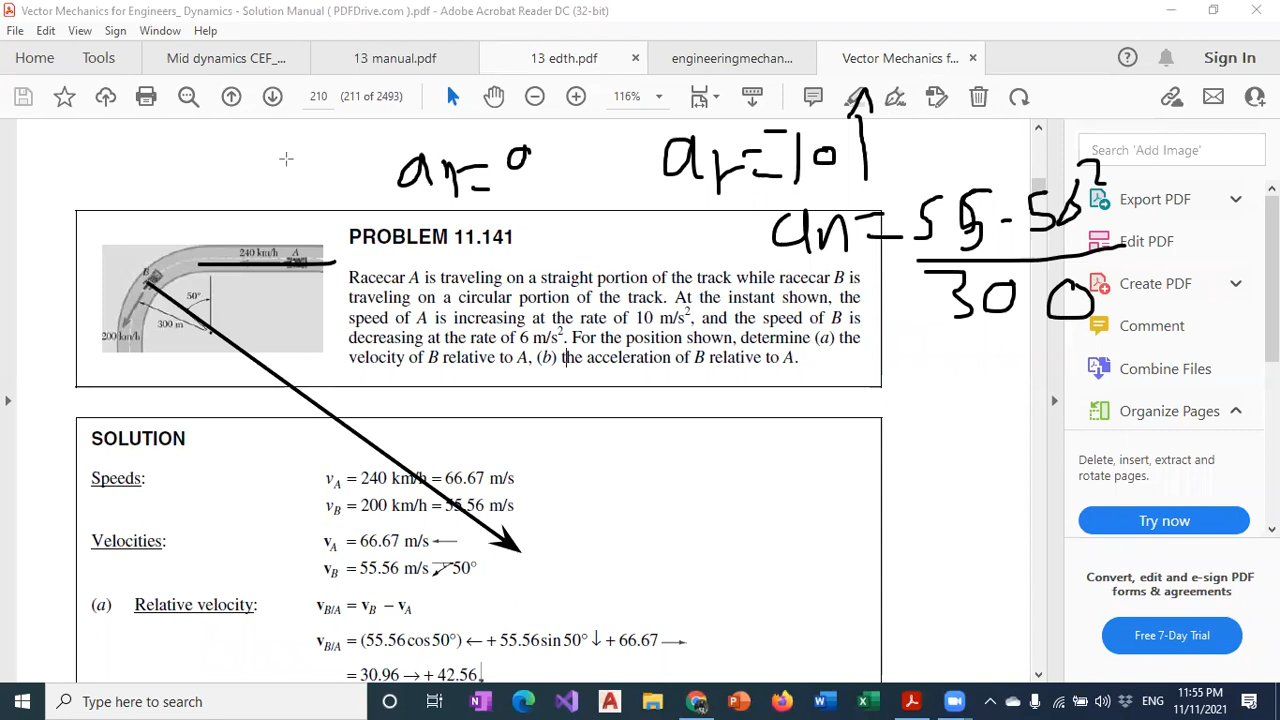 Vector Mechanics for Engineers_ Dynamics - Solution Manual ( PDFDrive.com ).pdf - Adobe Acrobat Reader DC (32-bit)
File Edit View Sign Window Help
Home Tools Mid dynamics CEF_... 13 manual.pdf 13 edth.pdf × engineeringmechan... Vector Mechanics f... × Sign In
210 (211 of 2493) 116%
an=0 ar=-10
an=55.56²
300
PROBLEM 11.141
240 km/h A
B
50°
300 m
200 km/h
Racecar A is traveling on a straight portion of the track while racecar B is
traveling on a circular portion of the track. At the instant shown, the
speed of A is increasing at the rate of 10 m/s², and the speed of B is
decreasing at the rate of 6 m/s². For the position shown, determine (a) the
velocity of B relative to A, (b) the acceleration of B relative to A.
SOLUTION
Speeds: vA = 240 km/h = 66.67 m/s
vB = 200 km/h = 55.56 m/s
Velocities: vA = 66.67 m/s ←
vB = 55.56 m/s 50°
(a) Relative velocity: vB/A = vB − vA
vB/A = (55.56cos50°) ← + 55.56sin50° ↓ + 66.67 →
= 30.96 → + 42.56
Search 'Add Image'
Export PDF
Edit PDF
Create PDF
Comment
Combine Files
Organize Pages
Delete, insert, extract and
rotate pages.
Try now
Convert, edit and e-sign PDF
forms & agreements
Free 7-Day Trial
Type here to search
ENG
11:55 PM
11/11/2021